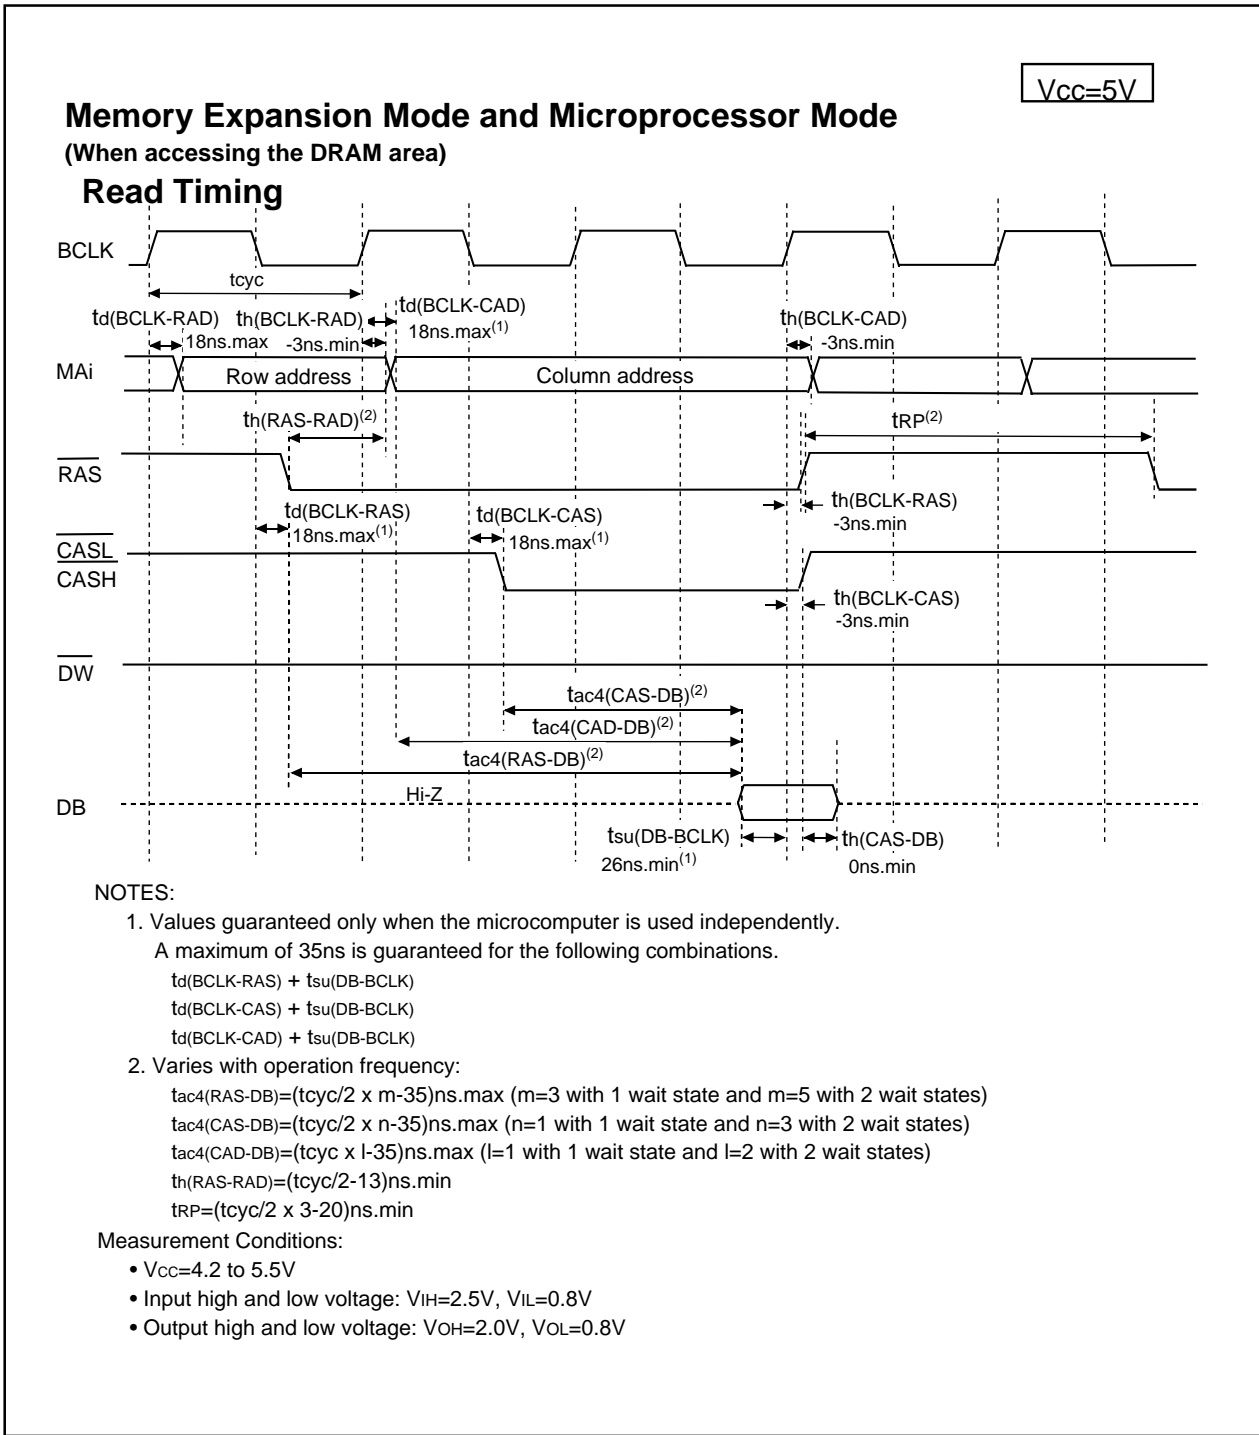 Vcc=5V
Memory Expansion Mode and Microprocessor Mode
(When accessing the DRAM area)
Read Timing
BCLK
tcyc
td(BCLK-RAD)
18ns.max
th(BCLK-RAD)
-3ns.min
td(BCLK-CAD)
18ns.max(1)
th(BCLK-CAD)
-3ns.min
MAi
Row address
Column address
th(RAS-RAD)(2)
tRP(2)
RAS
td(BCLK-RAS)
18ns.max(1)
td(BCLK-CAS)
18ns.max(1)
th(BCLK-RAS)
-3ns.min
CASL
CASH
th(BCLK-CAS)
-3ns.min
DW
tac4(CAS-DB)(2)
tac4(CAD-DB)(2)
tac4(RAS-DB)(2)
DB
Hi-Z
tsu(DB-BCLK)
26ns.min(1)
th(CAS-DB)
0ns.min
NOTES:
1. Values guaranteed only when the microcomputer is used independently.
A maximum of 35ns is guaranteed for the following combinations.
td(BCLK-RAS) + tsu(DB-BCLK)
td(BCLK-CAS) + tsu(DB-BCLK)
td(BCLK-CAD) + tsu(DB-BCLK)
2. Varies with operation frequency:
tac4(RAS-DB)=(tcyc/2 x m-35)ns.max (m=3 with 1 wait state and m=5 with 2 wait states)
tac4(CAS-DB)=(tcyc/2 x n-35)ns.max (n=1 with 1 wait state and n=3 with 2 wait states)
tac4(CAD-DB)=(tcyc x l-35)ns.max (l=1 with 1 wait state and l=2 with 2 wait states)
th(RAS-RAD)=(tcyc/2-13)ns.min
tRP=(tcyc/2 x 3-20)ns.min
Measurement Conditions:
• VCC=4.2 to 5.5V
• Input high and low voltage: VIH=2.5V, VIL=0.8V
• Output high and low voltage: VOH=2.0V, VOL=0.8V